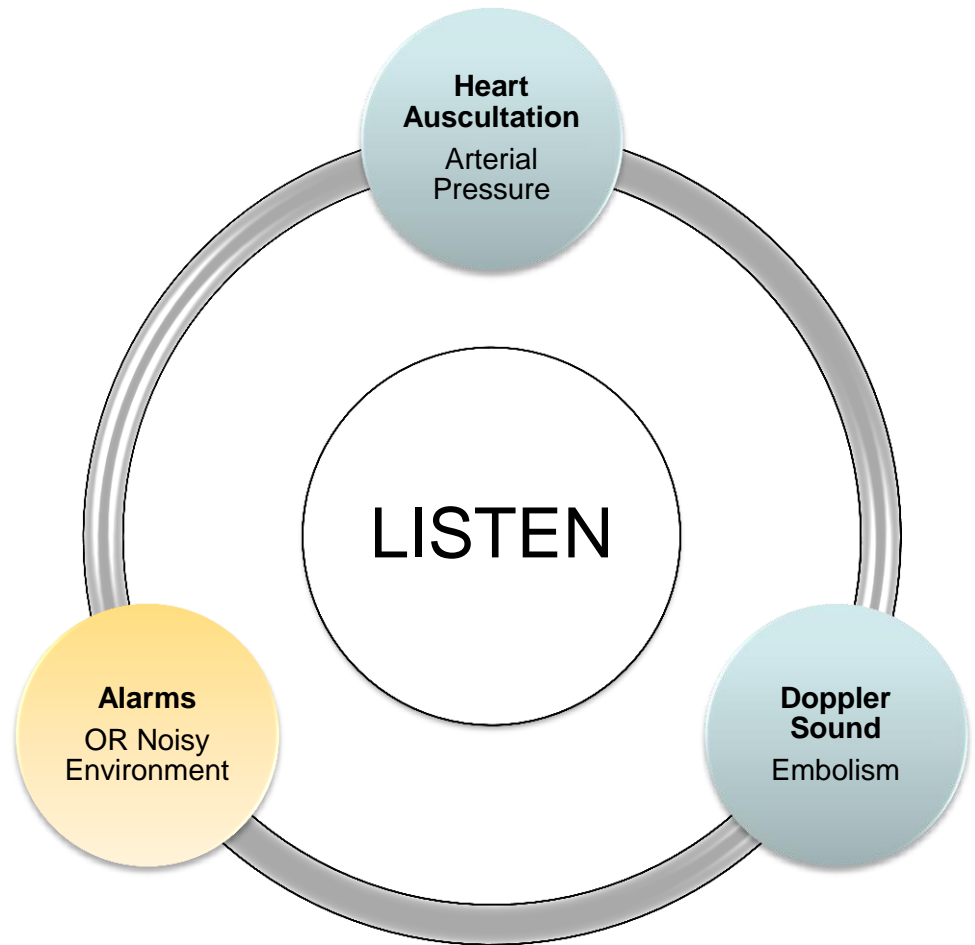 Heart
Auscultation
Arterial
Pressure
LISTEN
Alarms
OR Noisy
Environment
Doppler
Sound
Embolism